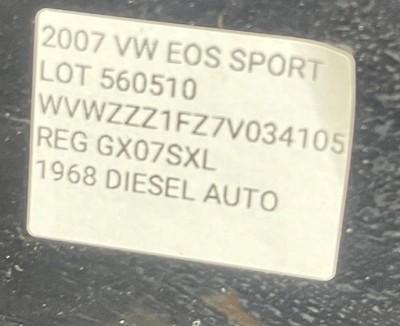 2007 VW EOS SPORT
LOT 560510
WVWZZZ1FZ7V034105
REG GX07SXL
1968 DIESEL AUTO